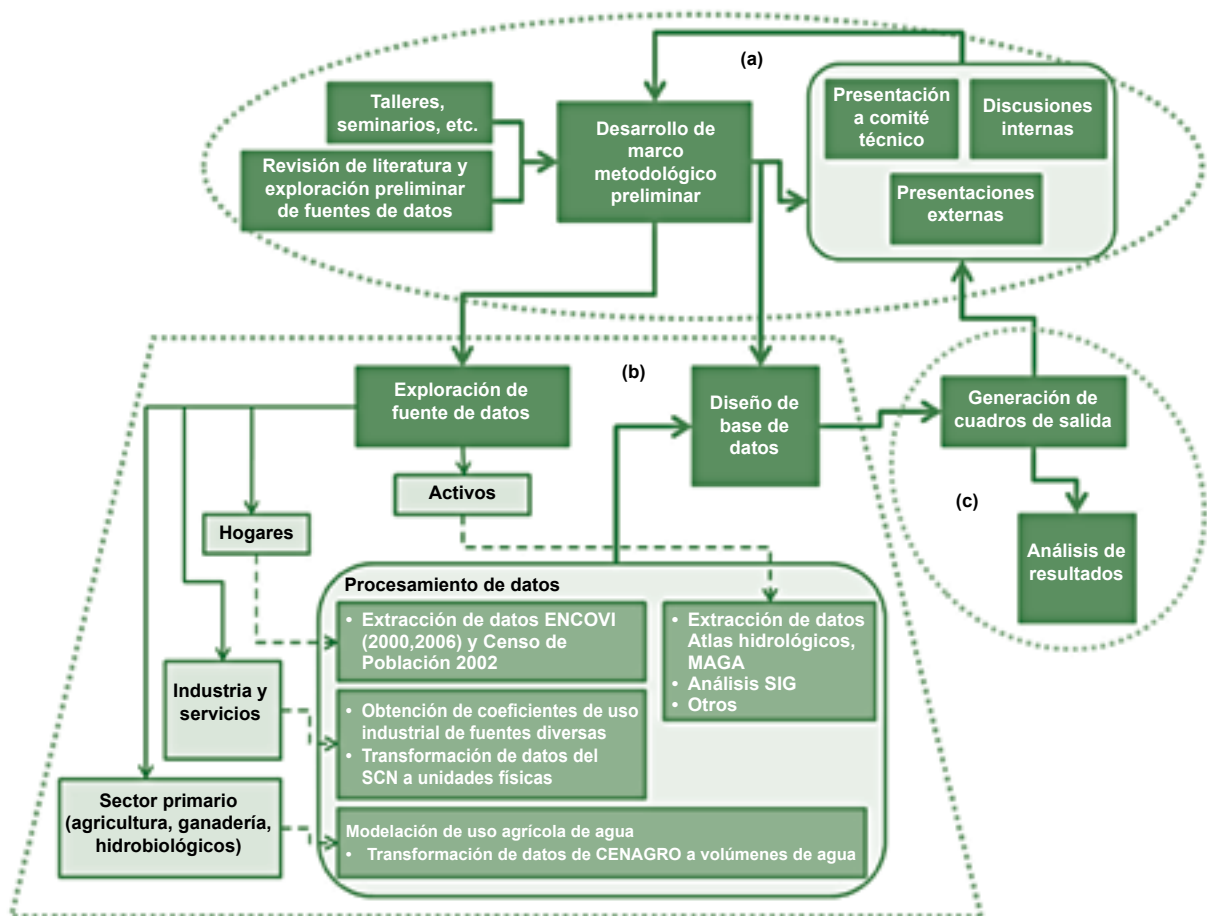 (a)
Talleres,
seminarios, etc.
Revisión de literatura y
exploración preliminar
de fuentes de datos
Desarrollo de
marco
metodológico
preliminar
Presentación
a comité
técnico
Discusiones
internas
Presentaciones
externas
(b)
Exploración de
fuente de datos
Diseño de
base de
datos
Generación de
cuadros de salida
(c)
Análisis de
resultados
Activos
Hogares
Industria y
servicios
Sector primario
(agricultura, ganadería,
hidrobiológicos)
Procesamiento de datos
• Extracción de datos ENCOVI
(2000,2006) y Censo de
Población 2002
• Extracción de datos
Atlas hidrológicos,
MAGA
• Análisis SIG
• Otros
• Obtención de coeficientes de uso
industrial de fuentes diversas
• Transformación de datos del
SCN a unidades físicas
Modelación de uso agrícola de agua
• Transformación de datos de CENAGRO a volúmenes de agua